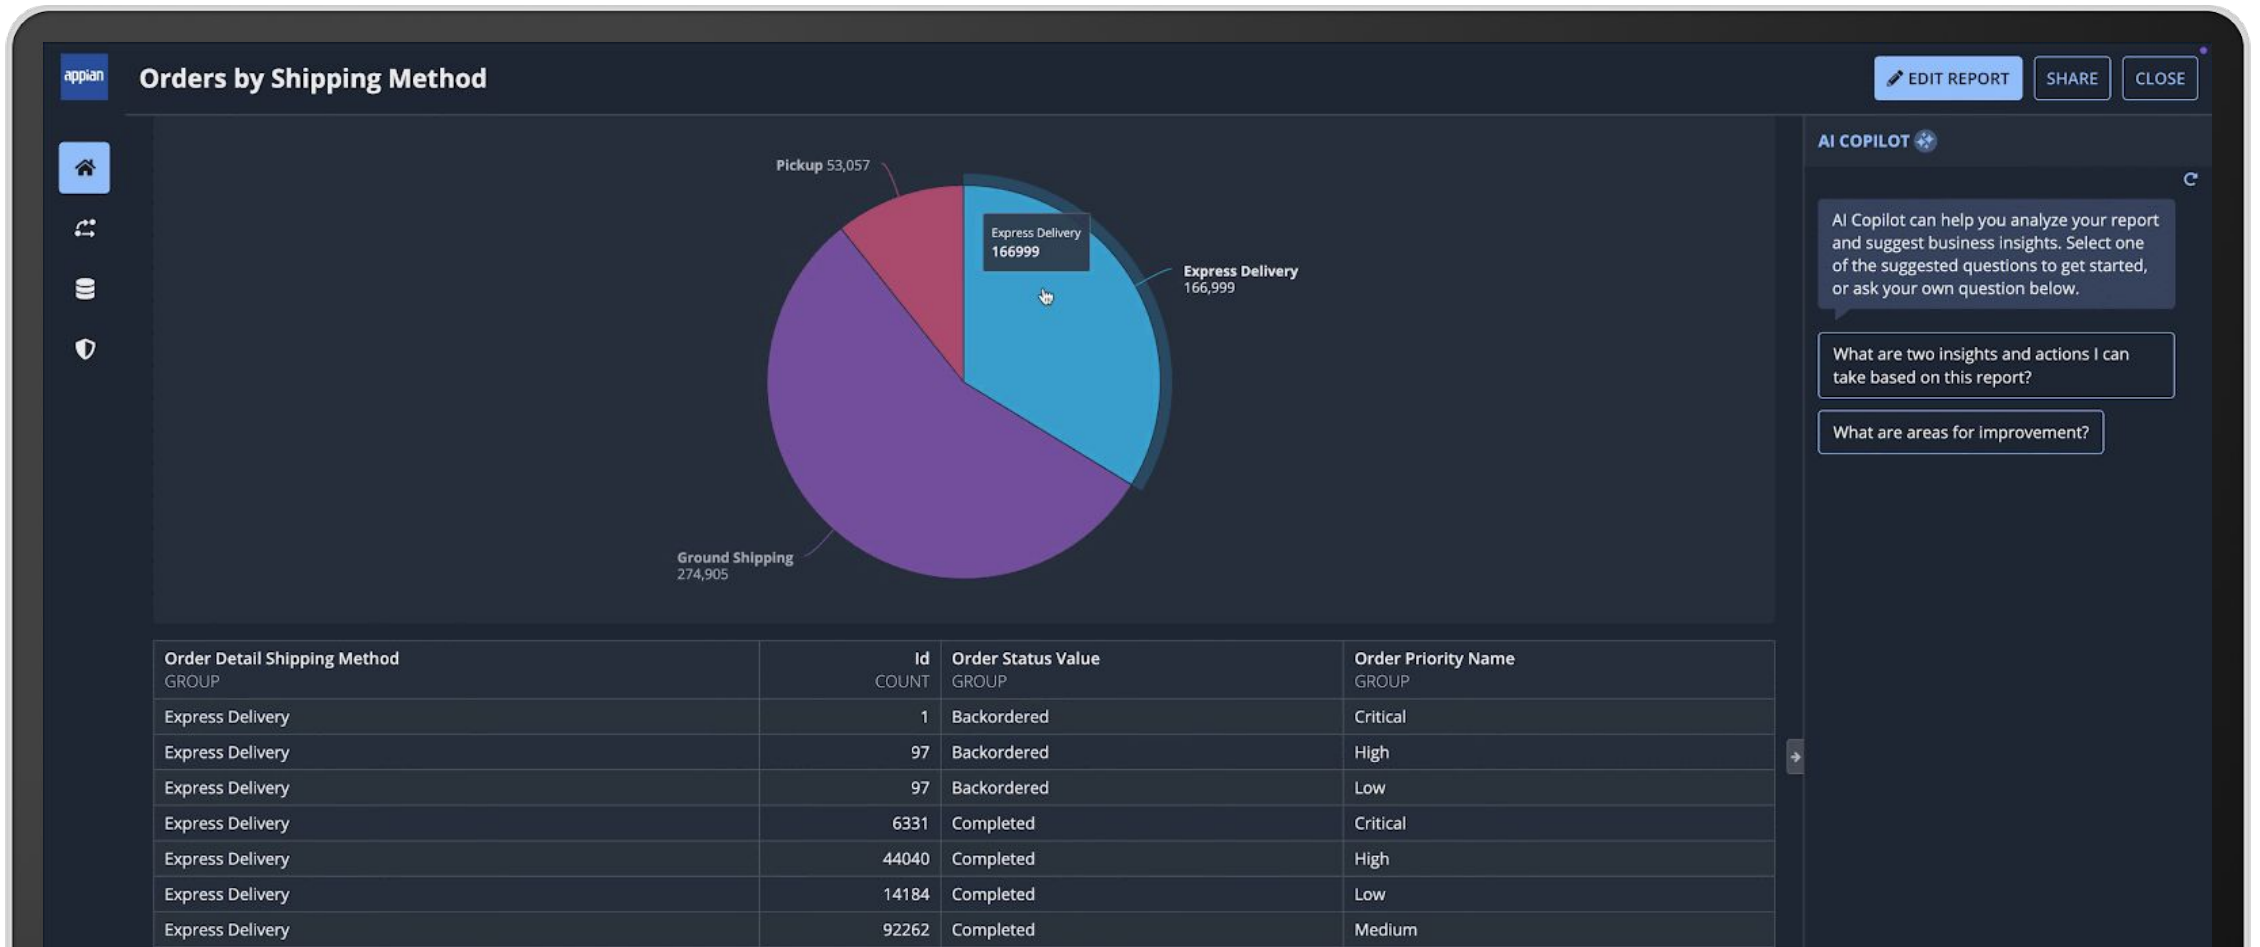 appian
Orders by Shipping Method
EDIT REPORT
SHARE
CLOSE
Pickup 53,057
Express Delivery
166999
Express Delivery
166,999
Ground Shipping
274,905
AI COPILOT
AI Copilot can help you analyze your report
and suggest business insights. Select one
of the suggested questions to get started,
or ask your own question below.
What are two insights and actions I can
take based on this report?
What are areas for improvement?
Order Detail Shipping Method Id Order Status Value Order Priority Name
GROUP COUNT GROUP GROUP
Express Delivery 1 Backordered Critical
Express Delivery 97 Backordered High
Express Delivery 97 Backordered Low
Express Delivery 6331 Completed Critical
Express Delivery 44040 Completed High
Express Delivery 14184 Completed Low
Express Delivery 92262 Completed Medium